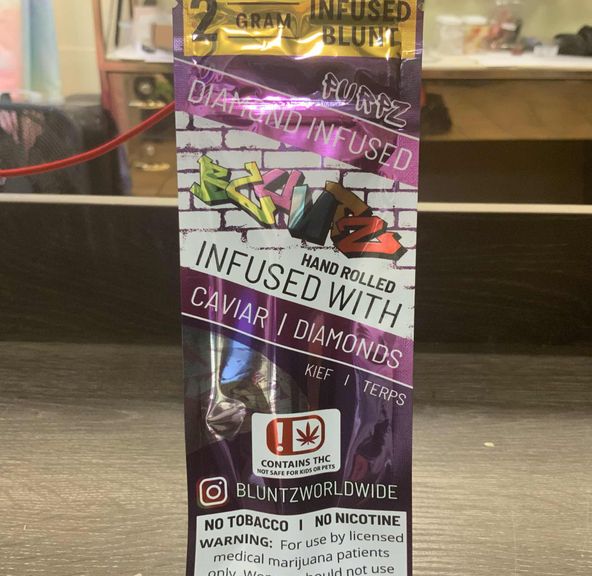 2 GRAM INFUSED
BLUNT
DIAMOND INFUSED
BLUNTZ
HAND ROLLED
INFUSED WITH
CAVIAR | DIAMONDS
KIEF | TERPS
CONTAINS THC
NOT SAFE FOR KIDS OR PETS
BLUNTZWORLDWIDE
NO TOBACCO | NO NICOTINE
WARNING: For use by licensed
medical marijuana patients